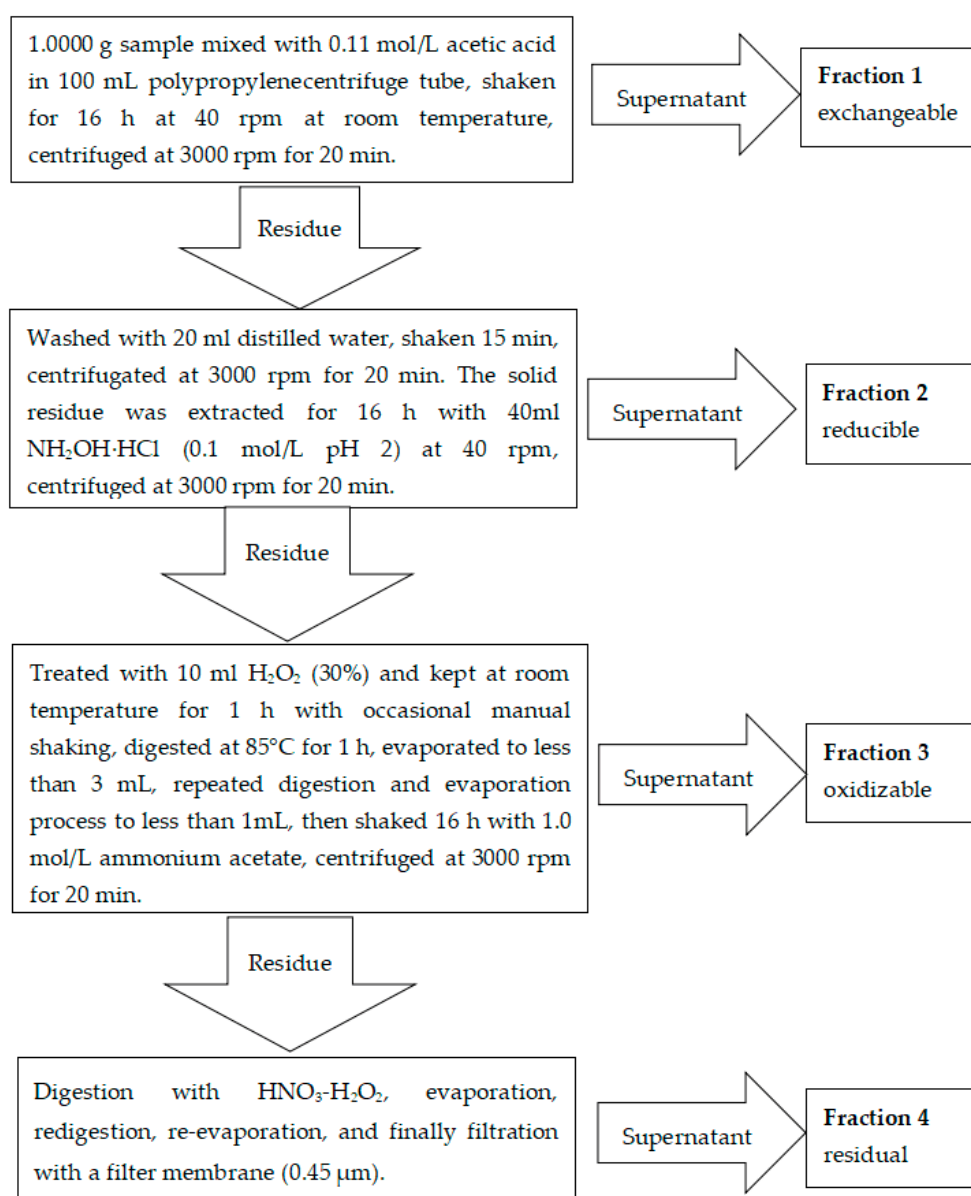 1.0000 g sample mixed with 0.11 mol/L acetic acid
in 100 mL polypropylenecentrifuge tube, shaken
for 16 h at 40 rpm at room temperature,
centrifuged at 3000 rpm for 20 min.
Supernatant
Fraction 1
exchangeable
Residue
Washed with 20 ml distilled water, shaken 15 min,
centrifugated at 3000 rpm for 20 min. The solid
residue was extracted for 16 h with 40ml
NH₂OH·HCl (0.1 mol/L pH 2) at 40 rpm,
centrifuged at 3000 rpm for 20 min.
Supernatant
Fraction 2
reducible
Residue
Treated with 10 ml H₂O₂ (30%) and kept at room
temperature for 1 h with occasional manual
shaking, digested at 85°C for 1 h, evaporated to less
than 3 mL, repeated digestion and evaporation
process to less than 1mL, then shaked 16 h with 1.0
mol/L ammonium acetate, centrifuged at 3000 rpm
for 20 min.
Supernatant
Fraction 3
oxidizable
Residue
Digestion with HNO₃-H₂O₂, evaporation,
redigestion, re-evaporation, and finally filtration
with a filter membrane (0.45 μm).
Supernatant
Fraction 4
residual